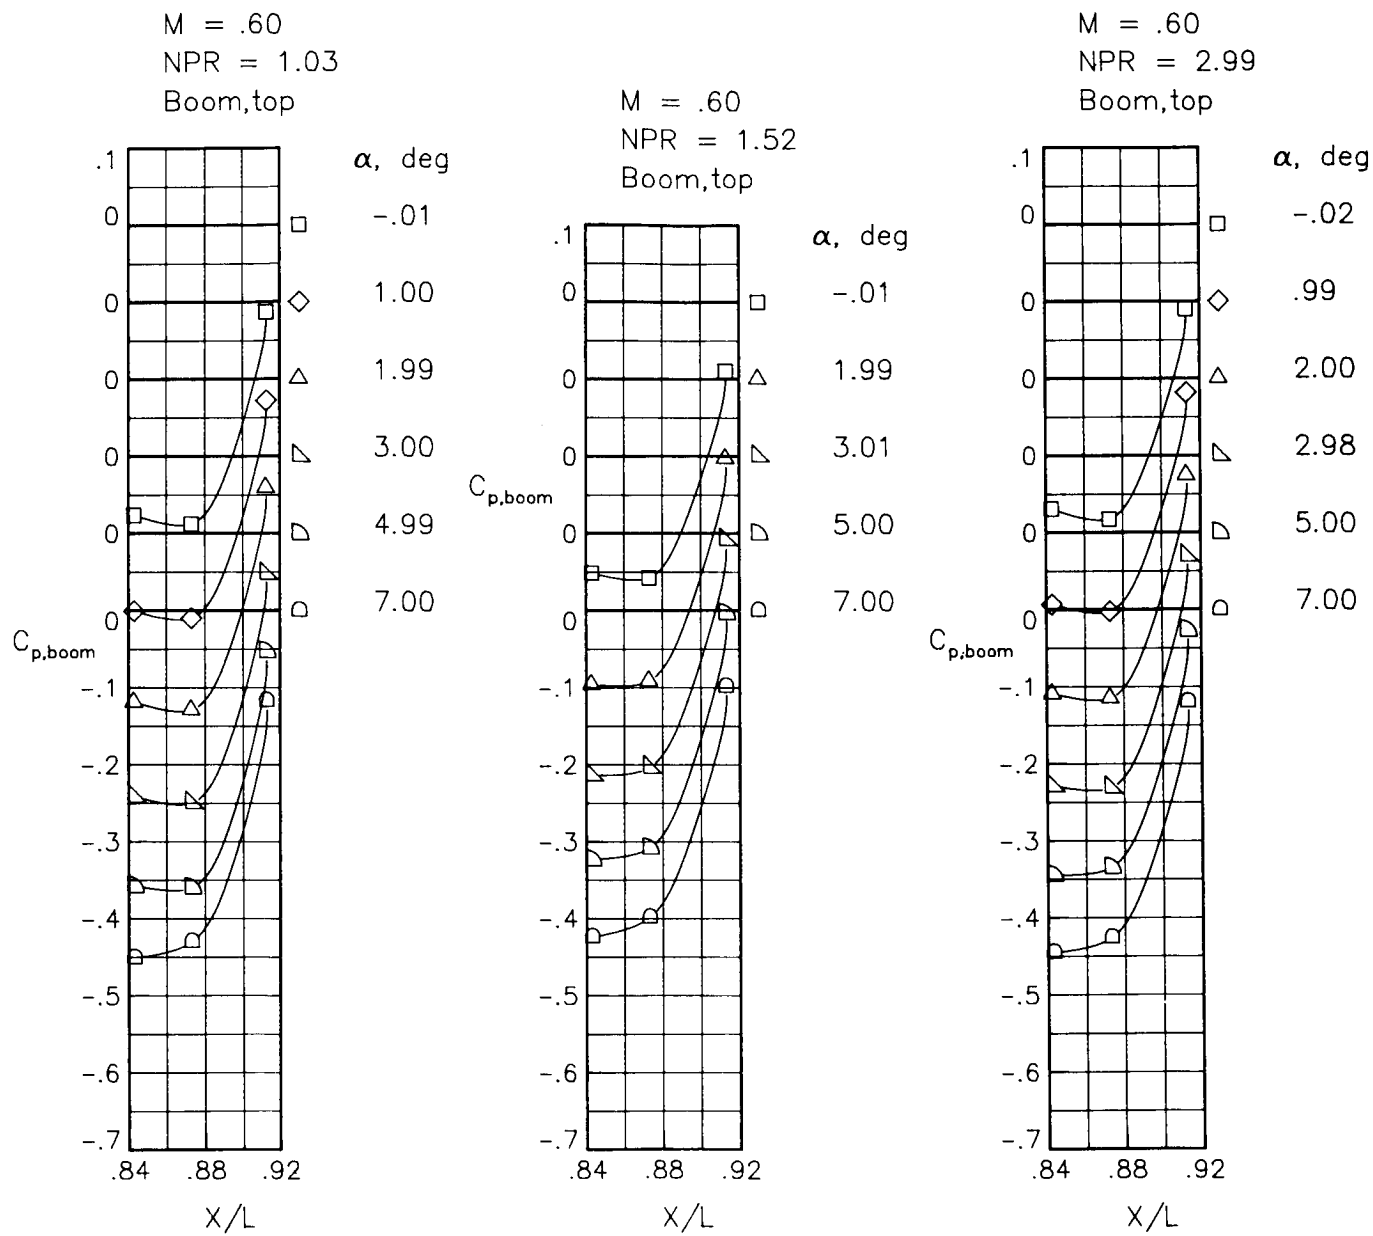 M = .60
NPR = 1.03
Boom,top
.1
α, deg
0
-.01
0
1.00
0
1.99
0
3.00
0
4.99
0
7.00
C p,boom
-.1
-.2
-.3
-.4
-.5
-.6
-.7
.84 .88 .92
X/L
M = .60
NPR = 1.52
Boom,top
.1
α, deg
0
-.01
0
1.99
0
3.01
C p,boom
0
5.00
0
7.00
-.1
-.2
-.3
-.4
-.5
-.6
-.7
.84 .88 .92
X/L
M = .60
NPR = 2.99
Boom,top
.1
α, deg
0
-.02
0
.99
0
2.00
0
2.98
0
5.00
0
7.00
C p,boom
-.1
-.2
-.3
-.4
-.5
-.6
-.7
.84 .88 .92
X/L